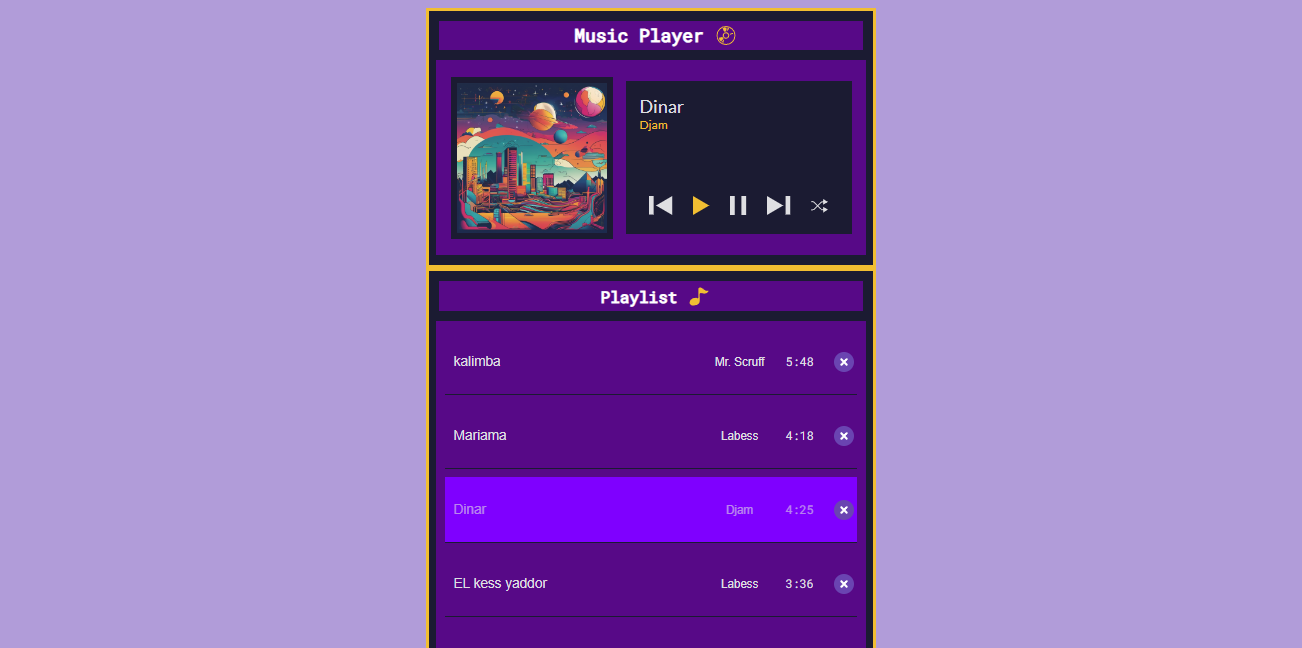 Music Player
Dinar
Djam
Playlist
kalimba Mr. Scruff 5:48
Mariama Labess 4:18
Dinar Djam 4:25
EL kess yaddor Labess 3:36